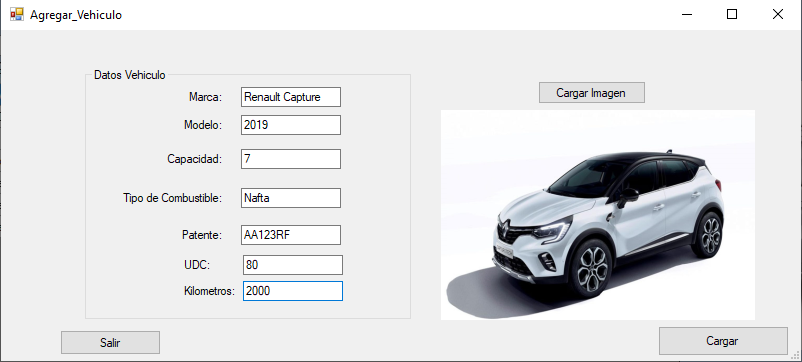 Agregar_Vehiculo
Datos Vehiculo
Marca: Renault Capture
Modelo: 2019
Capacidad: 7
Tipo de Combustible: Nafta
Patente: AA123RF
UDC: 80
Kilometros: 2000
Cargar Imagen
Salir
Cargar